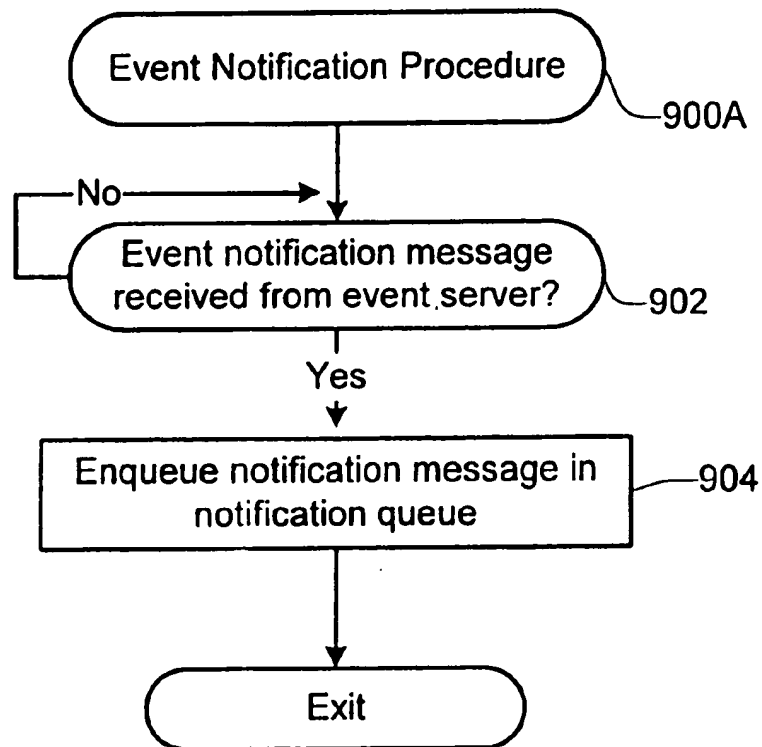 Event Notification Procedure
900A
No
Event notification message
received from event server?
902
Yes
Enqueue notification message in
notification queue
904
Exit